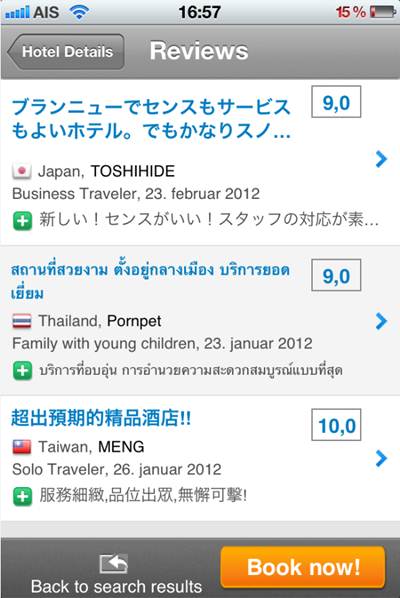 AIS 16:57 15%
Hotel Details Reviews
ブランニューでセンスもサービス 9,0
もよいホテル。でもかなりスノ…
Japan, TOSHIHIDE
Business Traveler, 23. februar 2012
新しい！センスがいい！スタッフの対応が素…
สถานที่สวยงาม ตั้งอยู่กลางเมือง บริการยอด 9,0
เยี่ยม
Thailand, Pornpet
Family with young children, 23. januar 2012
บริการที่อบอุ่น การอำนวยความสะดวกสมบูรณ์แบบที่สุด
超出預期的精品酒店!! 10,0
Taiwan, MENG
Solo Traveler, 26. januar 2012
服務細緻,品位出眾,無懈可擊!
Back to search results
Book now!